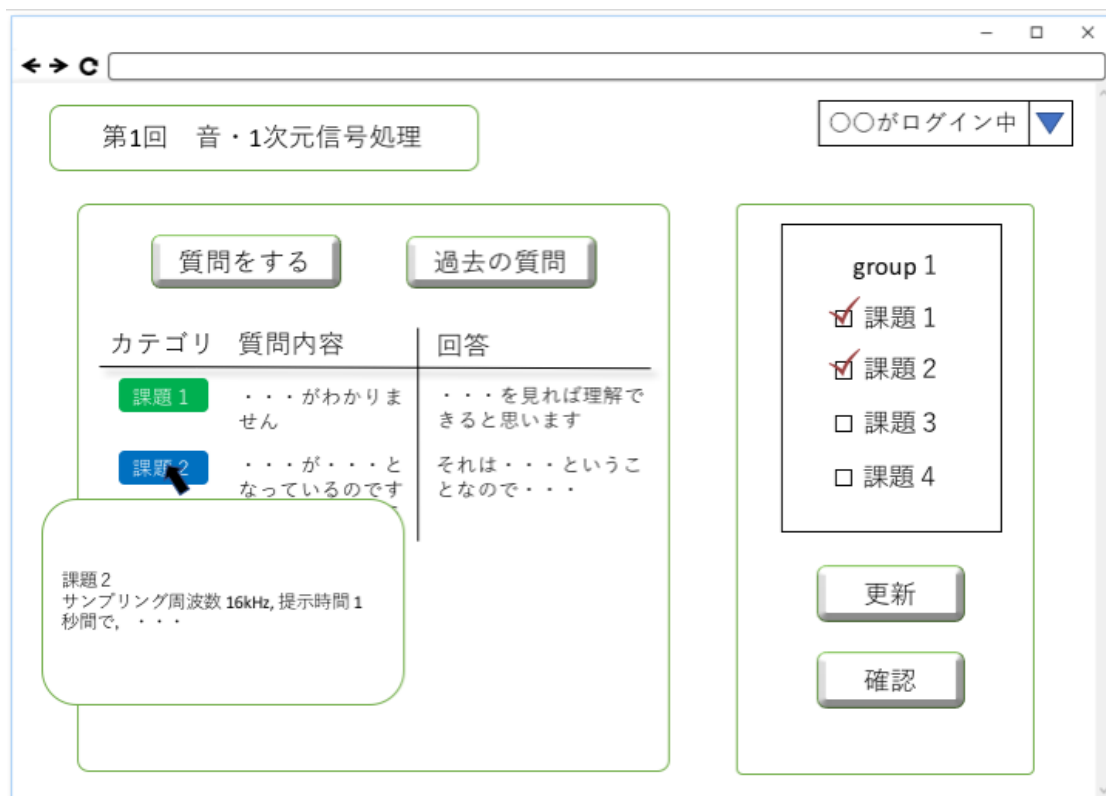 第1回　音・1次元信号処理
〇〇がログイン中
質問をする
過去の質問
カテゴリ
質問内容
回答
課題１
・・・がわかりま
せん
・・・を見れば理解で
きると思います
課題２
・・・が・・・と
なっているのです
それは・・・というこ
となので・・・
課題２
サンプリング周波数 16kHz, 提示時間 1
秒間で, ・・・
group 1
課題１
課題２
課題３
課題４
更新
確認